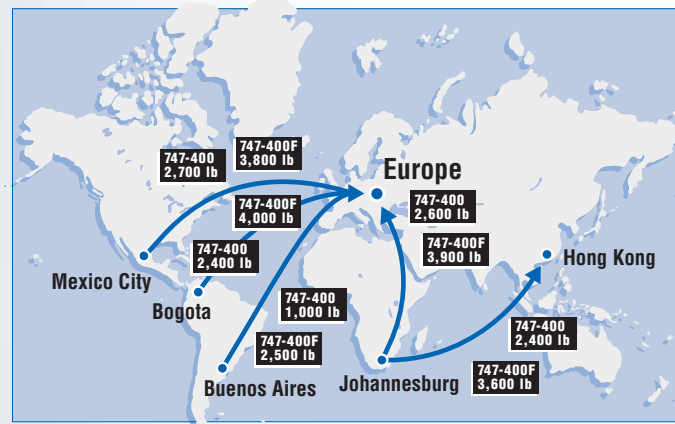 747-400F
3,800 lb
747-400
2,700 lb
Europe
747-400
2,600 lb
747-400F
4,000 lb
747-400F
3,900 lb
747-400
2,400 lb
Hong Kong
Mexico City
Bogota
747-400
1,000 lb
747-400
2,400 lb
747-400F
2,500 lb
747-400F
3,600 lb
Buenos Aires
Johannesburg